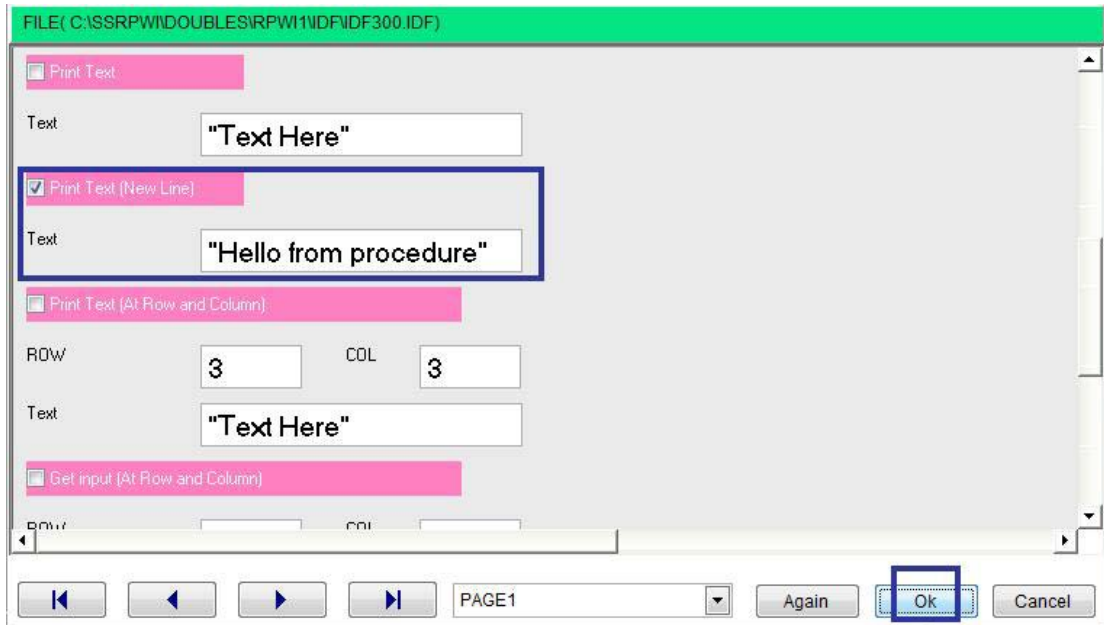 FILE( C:\SSRPWI\DOUBLES\RPWI1\IDF\IDF300.IDF)
Print Text
Text "Text Here"
Print Text (New Line)
Text "Hello from procedure"
Print Text (At Row and Column)
ROW 3 COL 3
Text "Text Here"
Get input (At Row and Column)
ROW COL
PAGE1 Again Ok Cancel